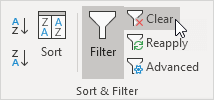 A
Z
Z
A
Z A
A Z
Sort
Filter
Clear
Reapply
Advanced
Sort & Filter